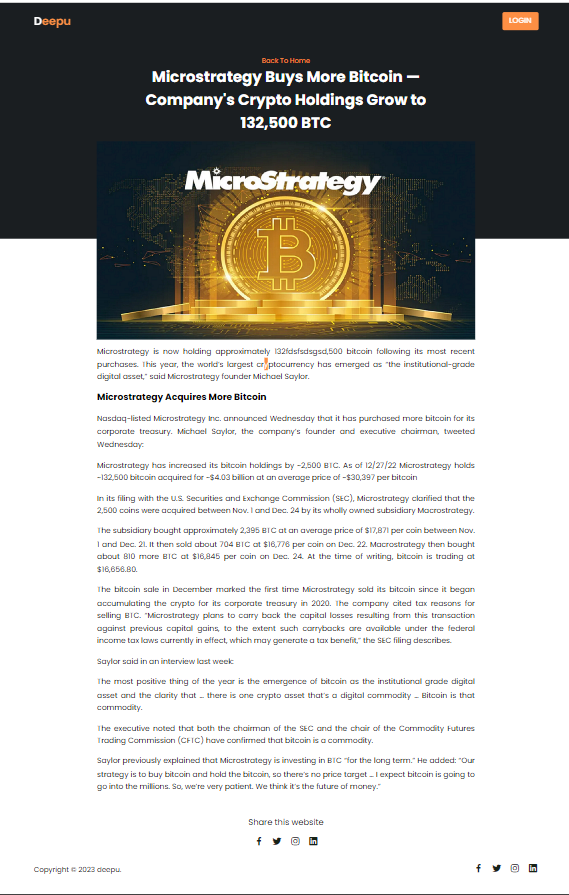 Deepu
LOGIN
Back To Home
Microstrategy Buys More Bitcoin —
Company's Crypto Holdings Grow to
132,500 BTC
MicroStrategy
Microstrategy is now holding approximately 132fdsfsdsgsd,500 bitcoin following its most recent
purchases. This year, the world's largest cryptocurrency has emerged as "the institutional-grade
digital asset," said Microstrategy founder Michael Saylor.
Microstrategy Acquires More Bitcoin
Nasdaq-listed Microstrategy Inc. announced Wednesday that it has purchased more bitcoin for its
corporate treasury. Michael Saylor, the company's founder and executive chairman, tweeted
Wednesday:
Microstrategy has increased its bitcoin holdings by ~2,500 BTC. As of 12/27/22 Microstrategy holds
~132,500 bitcoin acquired for ~$4.03 billion at an average price of ~$30,397 per bitcoin
In its filing with the U.S. Securities and Exchange Commission (SEC), Microstrategy clarified that the
2,500 coins were acquired between Nov. 1 and Dec. 24 by its wholly owned subsidiary Macrostrategy.
The subsidiary bought approximately 2,395 BTC at an average price of $17,871 per coin between Nov.
1 and Dec. 21. It then sold about 704 BTC at $16,776 per coin on Dec. 22. Macrostrategy then bought
about 810 more BTC at $16,845 per coin on Dec. 24. At the time of writing, bitcoin is trading at
$16,656.80.
The bitcoin sale in December marked the first time Microstrategy sold its bitcoin since it began
accumulating the crypto for its corporate treasury in 2020. The company cited tax reasons for
selling BTC. "Microstrategy plans to carry back the capital losses resulting from this transaction
against previous capital gains, to the extent such carrybacks are available under the federal
income tax laws currently in effect, which may generate a tax benefit," the SEC filing describes.
Saylor said in an interview last week:
The most positive thing of the year is the emergence of bitcoin as the institutional grade digital
asset and the clarity that … there is one crypto asset that's a digital commodity … Bitcoin is that
commodity.
The executive noted that both the chairman of the SEC and the chair of the Commodity Futures
Trading Commission (CFTC) have confirmed that bitcoin is a commodity.
Saylor previously explained that Microstrategy is investing in BTC "for the long term." He added: "Our
strategy is to buy bitcoin and hold the bitcoin, so there's no price target … I expect bitcoin is going to
go into the millions. So, we're very patient. We think it's the future of money."
Share this website
Copyright © 2023 deepu.